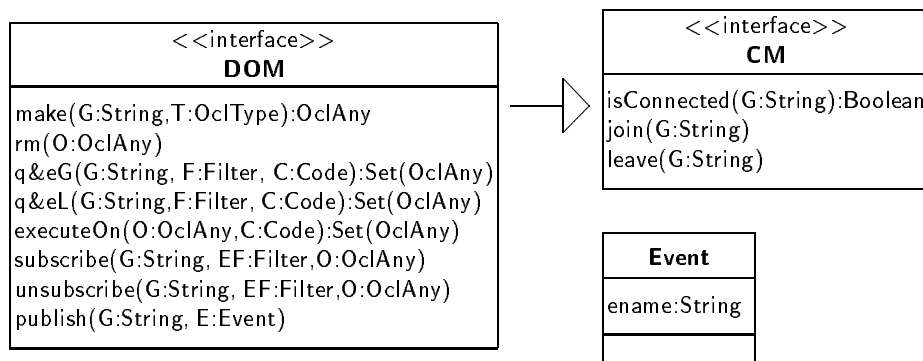 <<interface>>
DOM
make(G:String,T:OclType):OclAny
rm(O:OclAny)
q&eG(G:String, F:Filter, C:Code):Set(OclAny)
q&eL(G:String,F:Filter, C:Code):Set(OclAny)
executeOn(O:OclAny,C:Code):Set(OclAny)
subscribe(G:String, EF:Filter,O:OclAny)
unsubscribe(G:String, EF:Filter,O:OclAny)
publish(G:String, E:Event)
<<interface>>
CM
isConnected(G:String):Boolean
join(G:String)
leave(G:String)
Event
ename:String